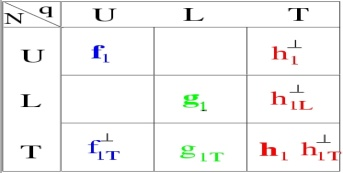 N q U L T
U f₁ h₁^⊥
L g₁ h₁L^⊥
T f₁T^⊥ g₁T h₁ h₁T^⊥